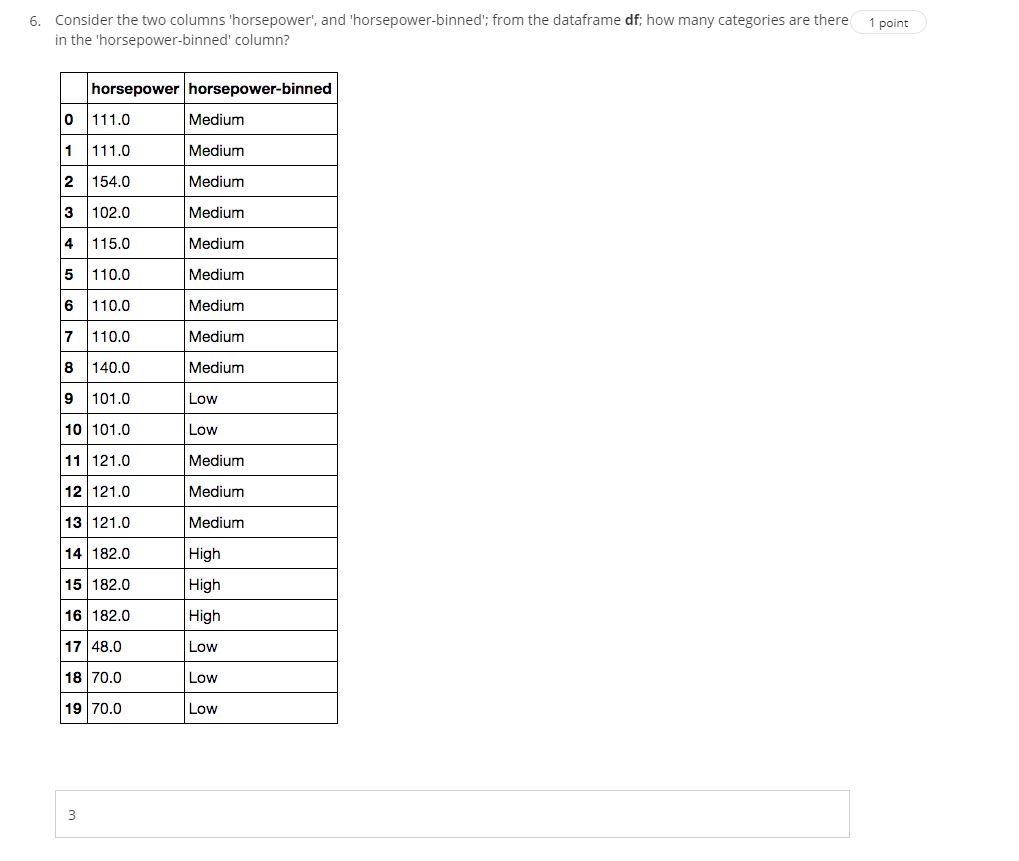 6. Consider the two columns 'horsepower', and 'horsepower-binned'; from the dataframe df; how many categories are there
in the 'horsepower-binned' column?
1 point
horsepower horsepower-binned
0 111.0 Medium
1 111.0 Medium
2 154.0 Medium
3 102.0 Medium
4 115.0 Medium
5 110.0 Medium
6 110.0 Medium
7 110.0 Medium
8 140.0 Medium
9 101.0 Low
10 101.0 Low
11 121.0 Medium
12 121.0 Medium
13 121.0 Medium
14 182.0 High
15 182.0 High
16 182.0 High
17 48.0 Low
18 70.0 Low
19 70.0 Low
3